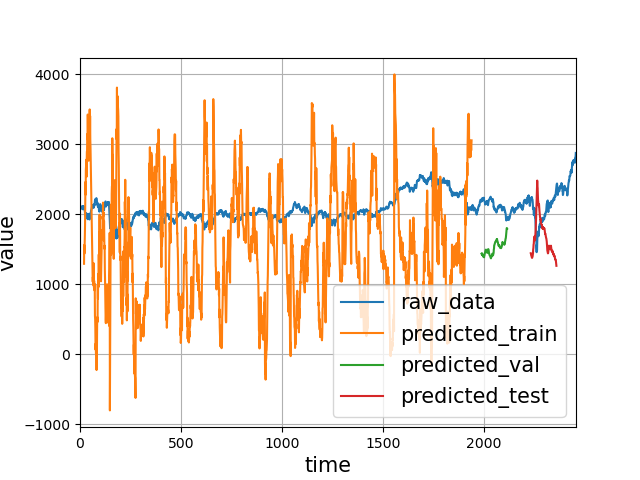 4000
3000
2000
1000
0
−1000
value
0
500
1000
1500
2000
time
raw_data
predicted_train
predicted_val
predicted_test